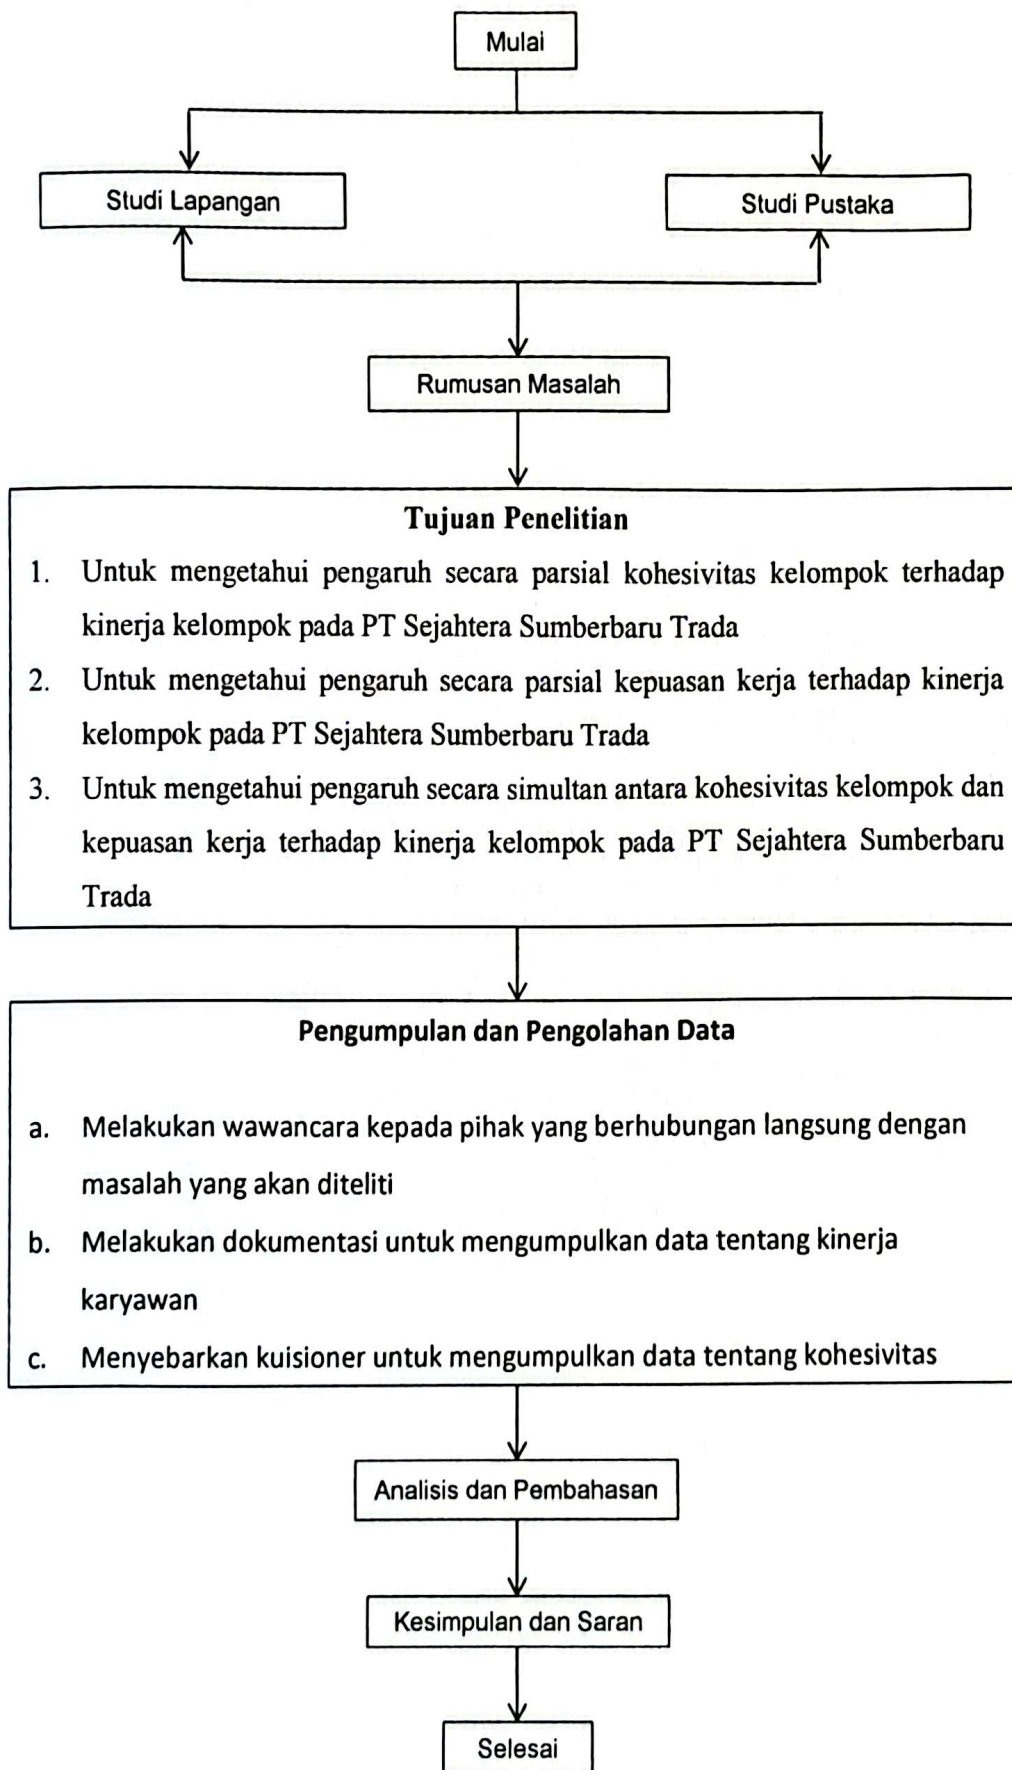 Mulai
Studi Lapangan
Studi Pustaka
Rumusan Masalah
Tujuan Penelitian
1. Untuk mengetahui pengaruh secara parsial kohesivitas kelompok terhadap
kinerja kelompok pada PT Sejahtera Sumberbaru Trada
2. Untuk mengetahui pengaruh secara parsial kepuasan kerja terhadap kinerja
kelompok pada PT Sejahtera Sumberbaru Trada
3. Untuk mengetahui pengaruh secara simultan antara kohesivitas kelompok dan
kepuasan kerja terhadap kinerja kelompok pada PT Sejahtera Sumberbaru
Trada
Pengumpulan dan Pengolahan Data
a. Melakukan wawancara kepada pihak yang berhubungan langsung dengan
masalah yang akan diteliti
b. Melakukan dokumentasi untuk mengumpulkan data tentang kinerja
karyawan
c. Menyebarkan kuisioner untuk mengumpulkan data tentang kohesivitas
Analisis dan Pembahasan
Kesimpulan dan Saran
Selesai